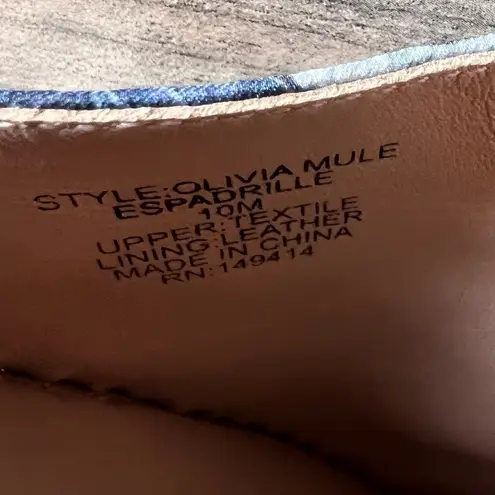 STYLE:OLIVIA MULE
ESPADRILLE
10M
UPPER:TEXTILE
LINING:LEATHER
MADE IN CHINA
RN:149414